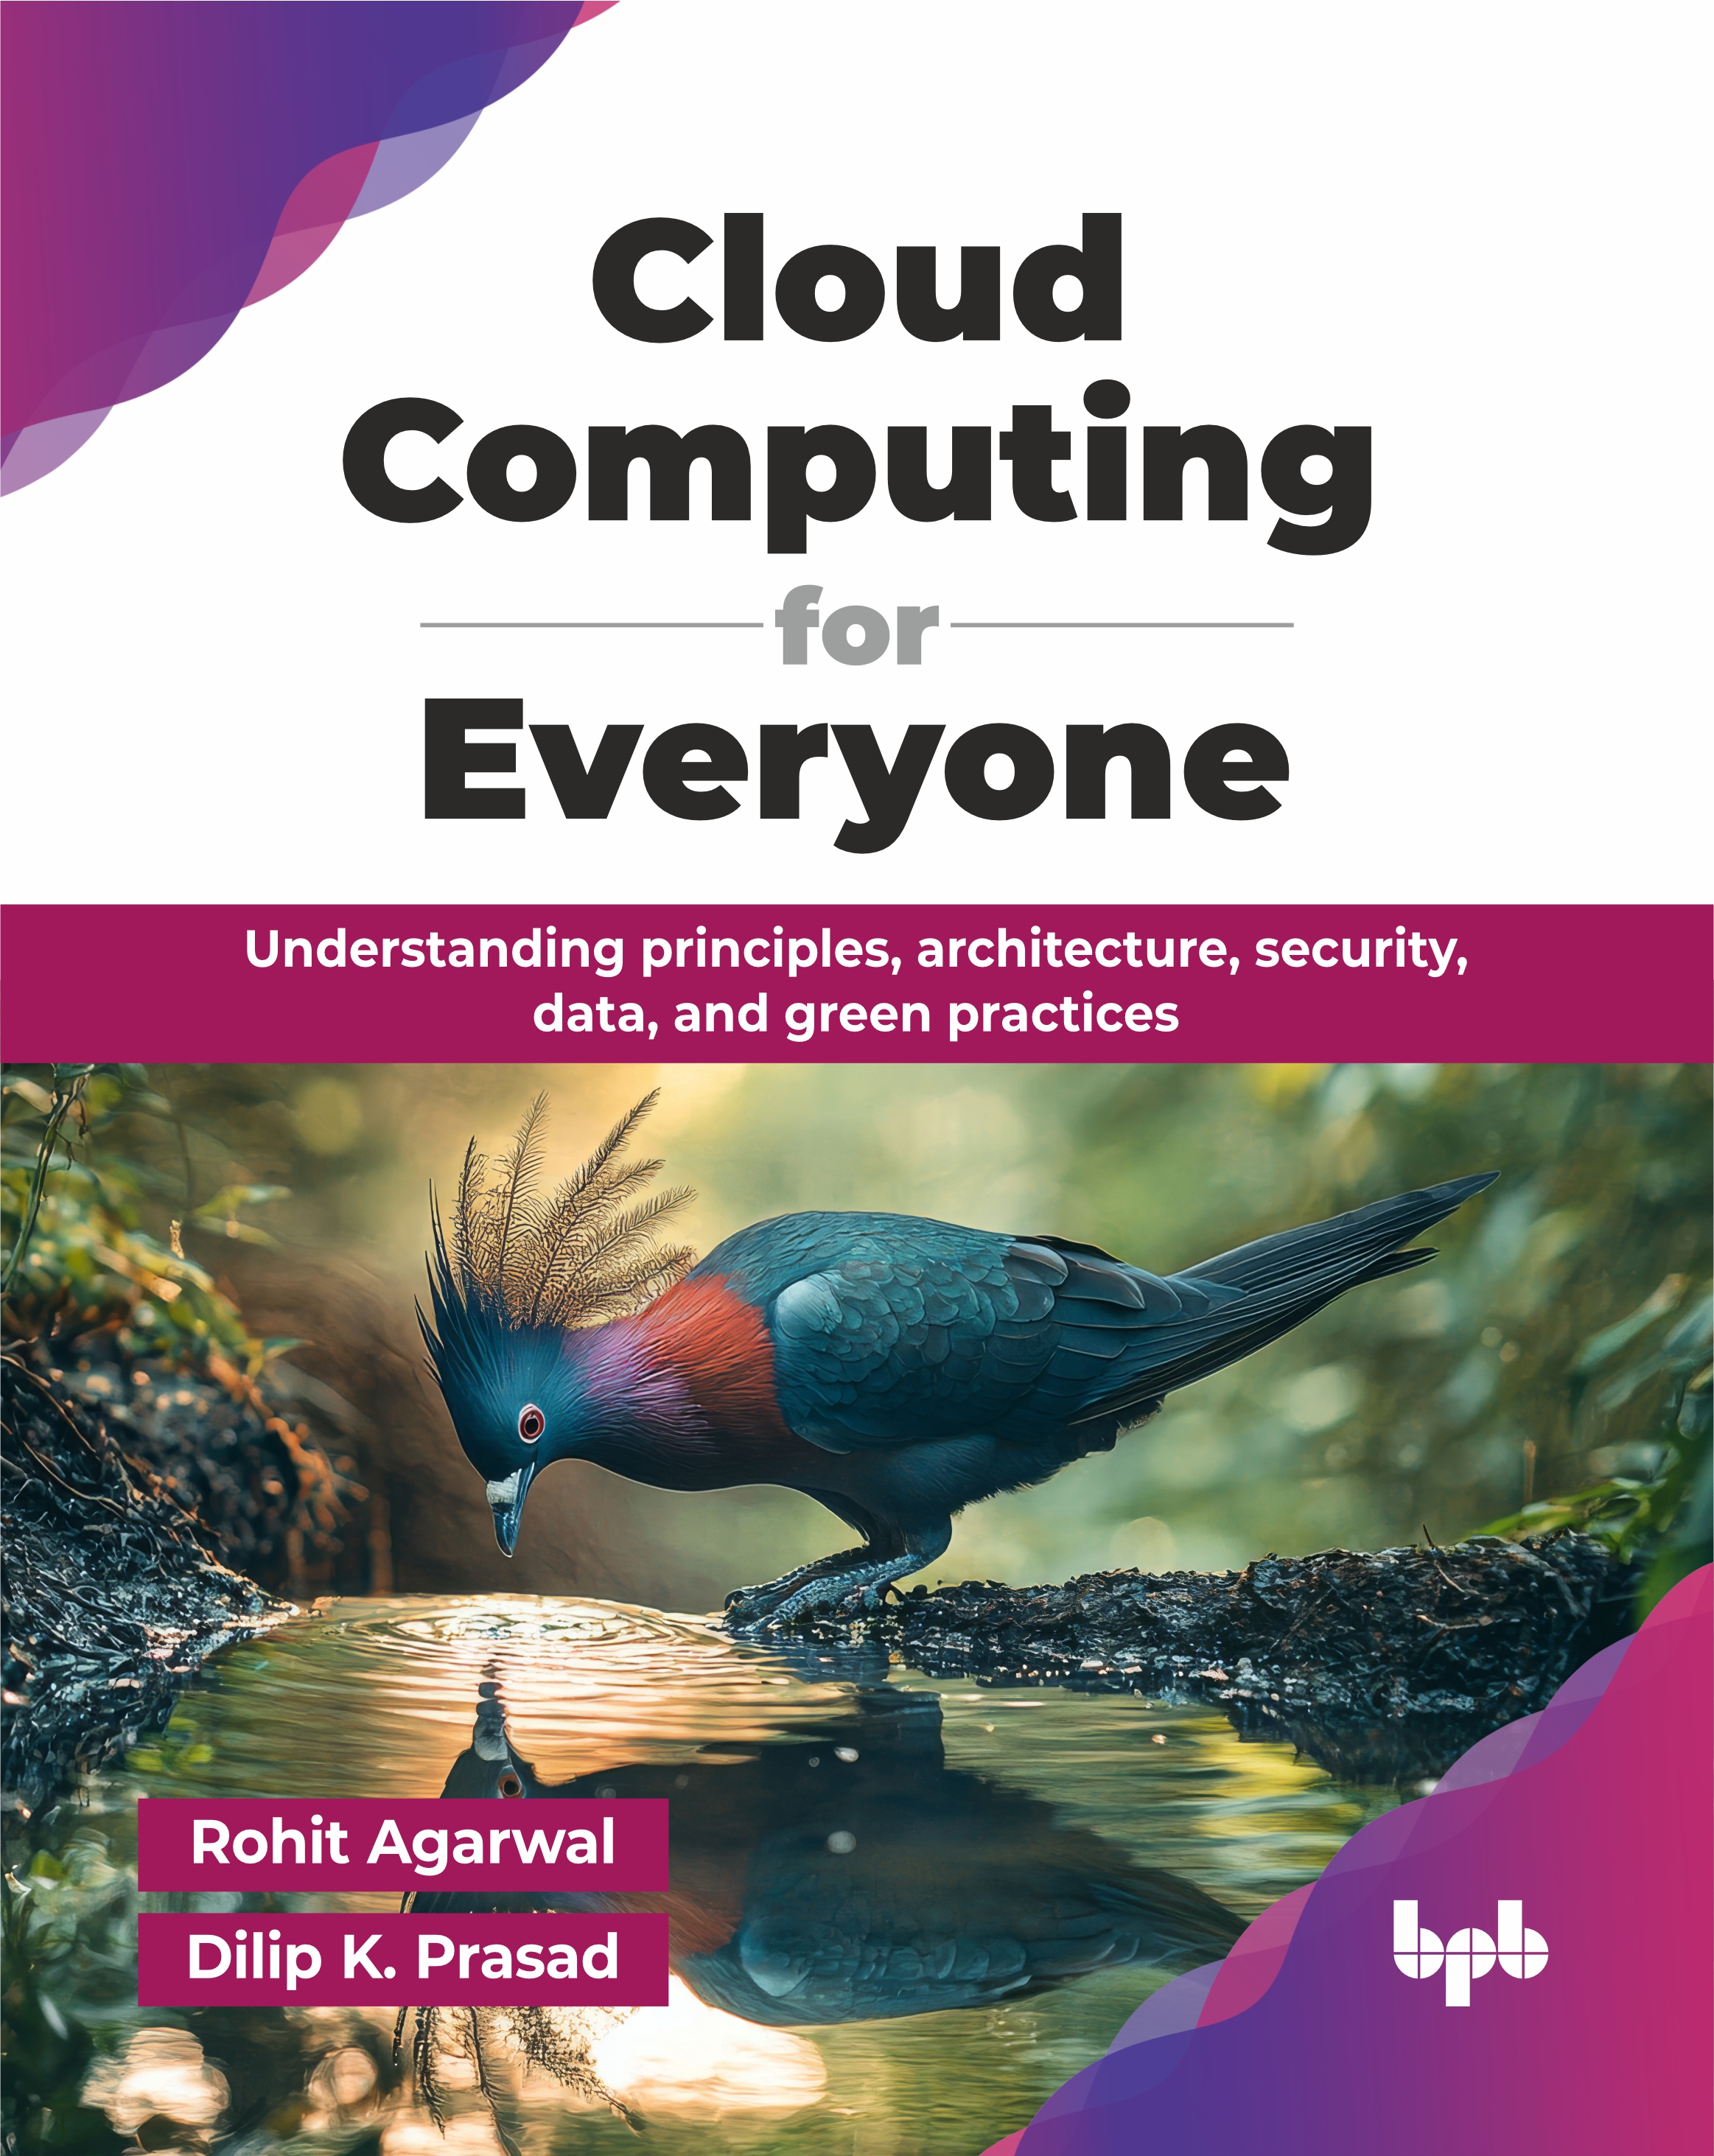 Cloud
Computing
for
Everyone
Understanding principles, architecture, security,
data, and green practices
Rohit Agarwal
Dilip K. Prasad
bpb